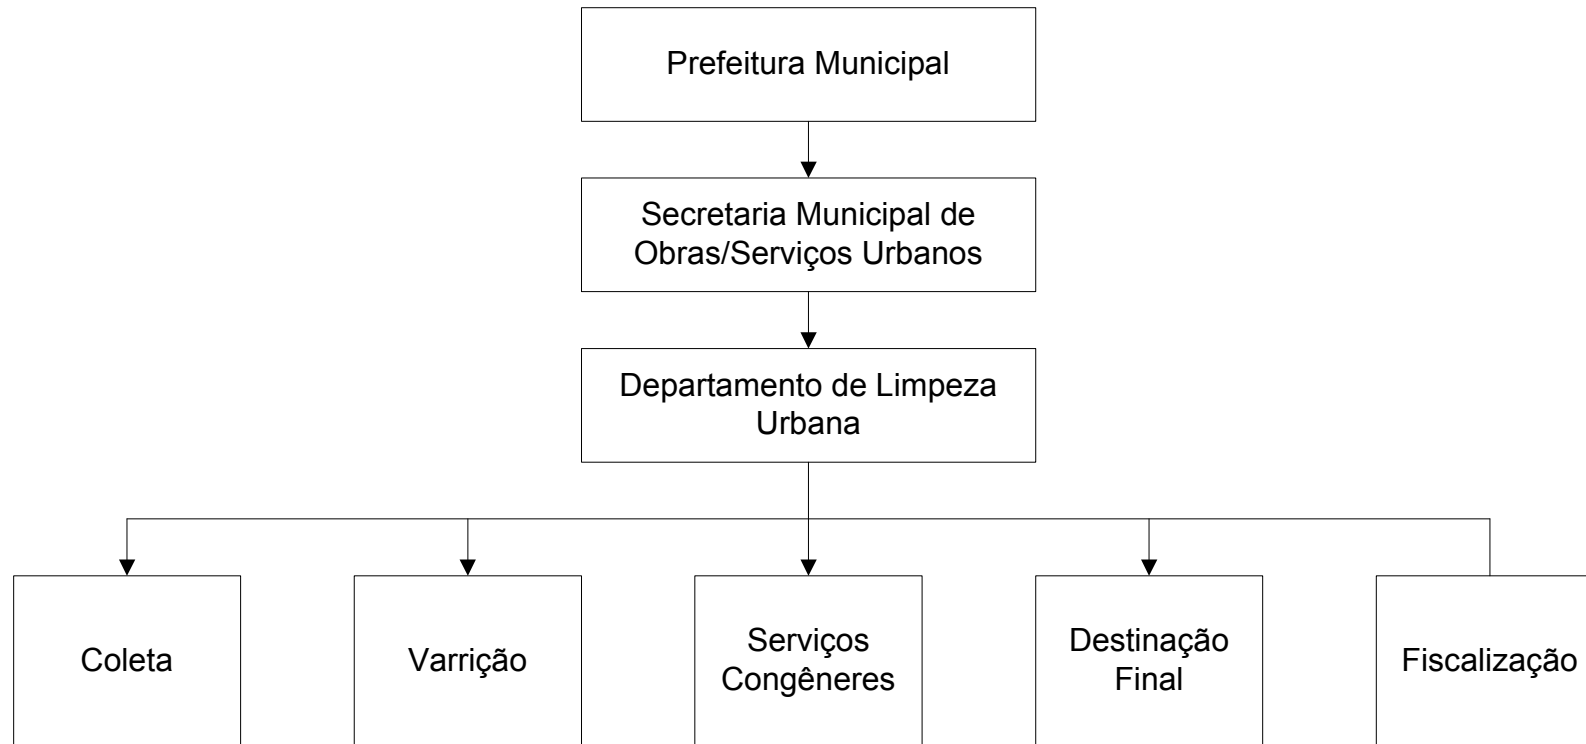 Prefeitura Municipal
Secretaria Municipal de
Obras/Serviços Urbanos
Departamento de Limpeza
Urbana
Coleta
Varrição
Serviços
Congêneres
Destinação
Final
Fiscalização